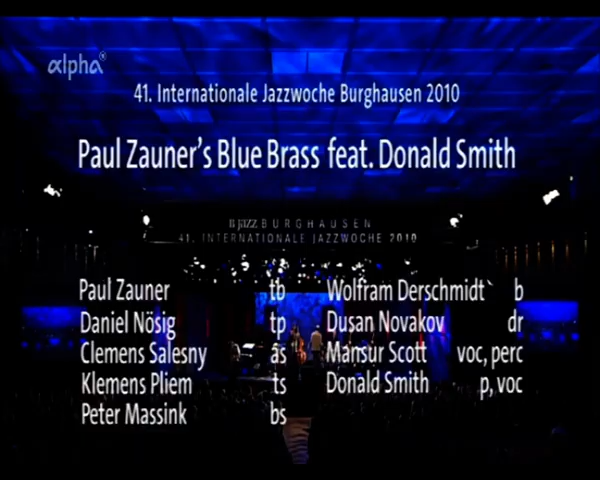 alpha
41. Internationale Jazzwoche Burghausen 2010
Paul Zauner's Blue Brass feat. Donald Smith
B'jazz BURGHAUSEN
41. INTERNATIONALE JAZZWOCHE 2010
Paul Zauner tb
Daniel Nösig tp
Clemens Salesny as
Klemens Pliem ts
Peter Massink bs
Wolfram Derschmidt b
Dusan Novakov dr
Mansur Scott voc, perc
Donald Smith p, voc